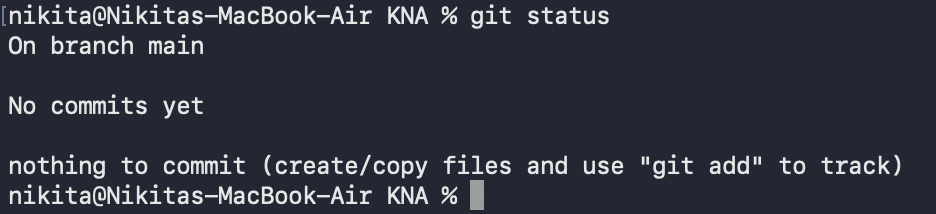 [nikita@Nikitas-MacBook-Air KNA % git status
On branch main
No commits yet
nothing to commit (create/copy files and use "git add" to track)
nikita@Nikitas-MacBook-Air KNA %